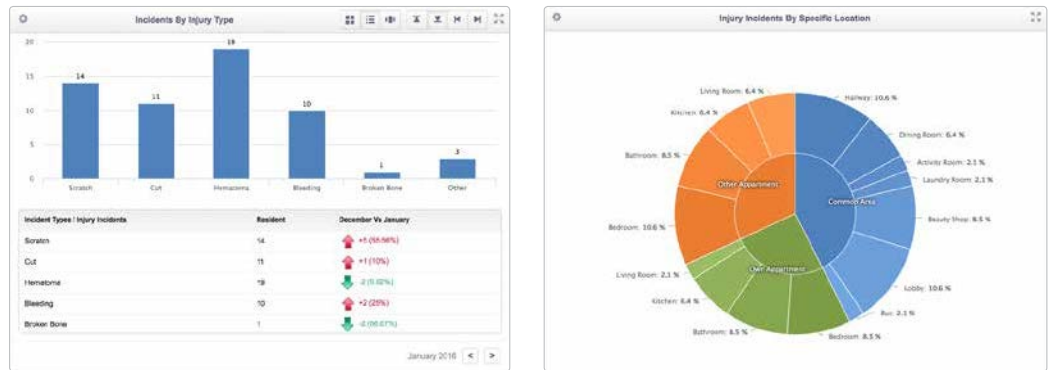 Incidents By Injury Type
20
15
10
5
0
14
11
19
10
1
3
Scratch Cut Hematoma Bleeding Broken Bone Other
Incident Types / Injury Incidents Resident December Vs January
Scratch 14 +5 (55.56%)
Cut 11 +1 (10%)
Hematoma 19
Bleeding 10 +2 (25%)
Broken Bone 1 -2 (66.67%)
January 2016 < >
Injury Incidents By Specific Location
Living Room: 6.4 %
Kitchen: 6.4 %
Bathroom: 8.5 %
Bedroom: 10.6 %
Living Room: 2.1 %
Kitchen: 6.4 %
Bathroom: 8.5 %
Bedroom: 8.5 %
Hallway: 10.6 %
Dining Room: 6.4 %
Activity Room: 2.1 %
Laundry Room: 2.1 %
Beauty Shop: 8.5 %
Lobby: 10.6 %
Bus: 2.1 %
Other Appartment
Common Area
Own Appartment